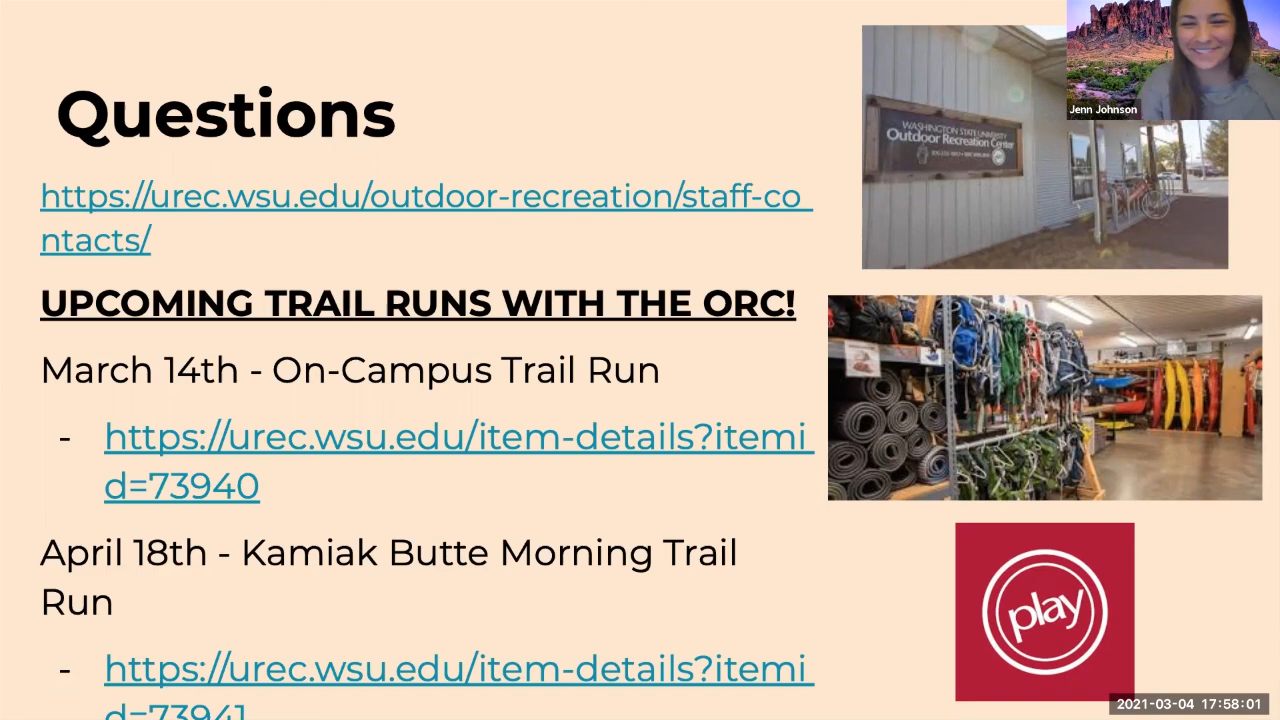 Questions
https://urec.wsu.edu/outdoor-recreation/staff-co
ntacts/
UPCOMING TRAIL RUNS WITH THE ORC!
March 14th - On-Campus Trail Run
- https://urec.wsu.edu/item-details?itemi
d=73940
April 18th - Kamiak Butte Morning Trail
Run
- https://urec.wsu.edu/item-details?itemi
d=73941
Jenn Johnson
WASHINGTON STATE UNIVERSITY
Outdoor Recreation Center
play
2021-03-04 17:58:01